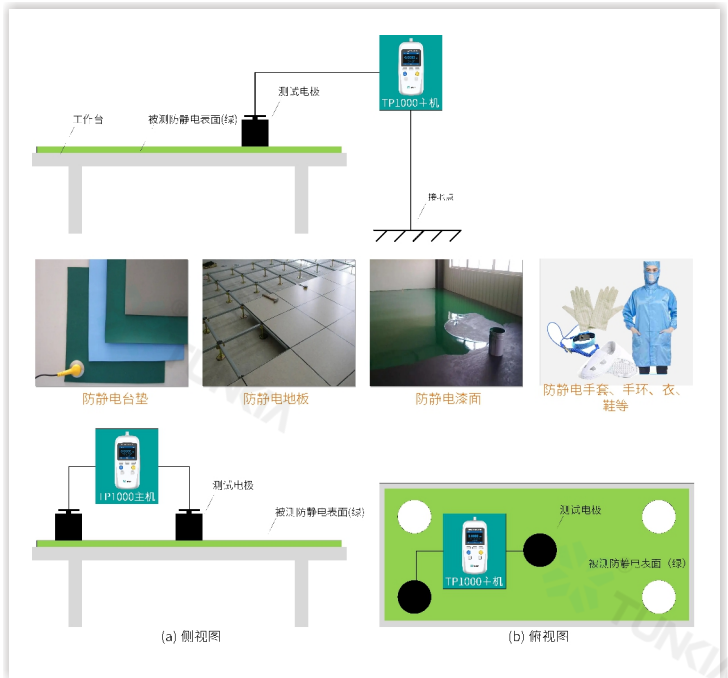 测试电极
TP1000主机
工作台
被测防静电表面(绿)
防静电台垫
防静电地板
防静电漆面
防静电手套、手环、衣、
鞋等
TUNKIA
TP1000主机
测试电极
被测防静电表面(绿)
(a) 侧视图
测试电极
TP1000主机
被测防静电表面（绿）
(b) 俯视图
TUNKIA